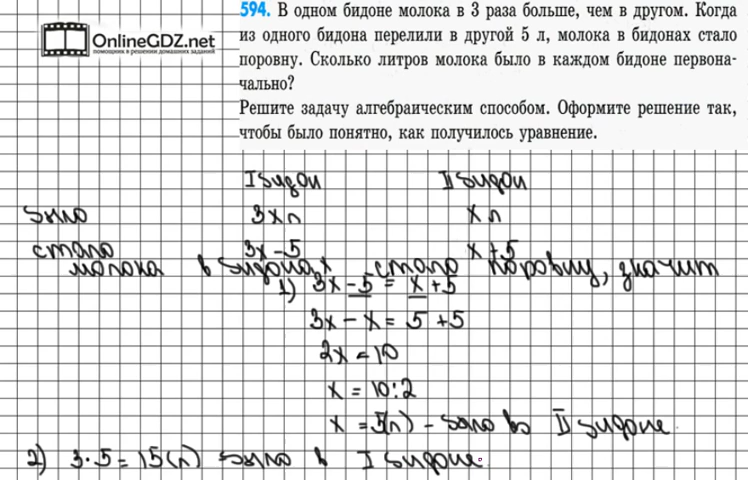 594. В одном бидоне молока в 3 раза больше, чем в другом. Когда
из одного бидона перелили в другой 5 л, молока в бидонах стало
поровну. Сколько литров молока было в каждом бидоне первона-
чально?
Решите задачу алгебраическим способом. Оформите решение так,
чтобы было понятно, как получилось уравнение.
OnlineGDZ.net
помощник в решении домашних заданий
I бидон II бидон
было 3x л x л
стало 3x-5 x+5
молока в бидонах стало поровну, значит
1) 3x-5 = x+5
3x - x = 5+5
2x = 10
x = 10:2
x = 5(л) - было во II бидоне.
2) 3·5=15(л) было в I бидоне.